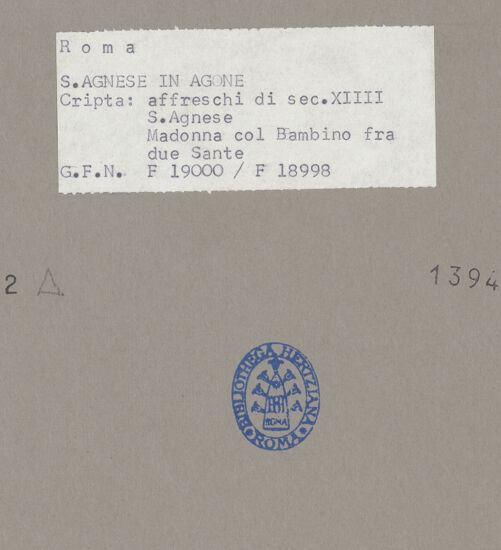 Roma
S.AGNESE IN AGONE
Cripta: affreschi di sec.XIIII
S.Agnese
Madonna col Bambino fra
due Sante
G.F.N. F 19000 / F 18998
2
1394
BIBLIOTHECA HERTZIANA · ROMA ·
ROMA